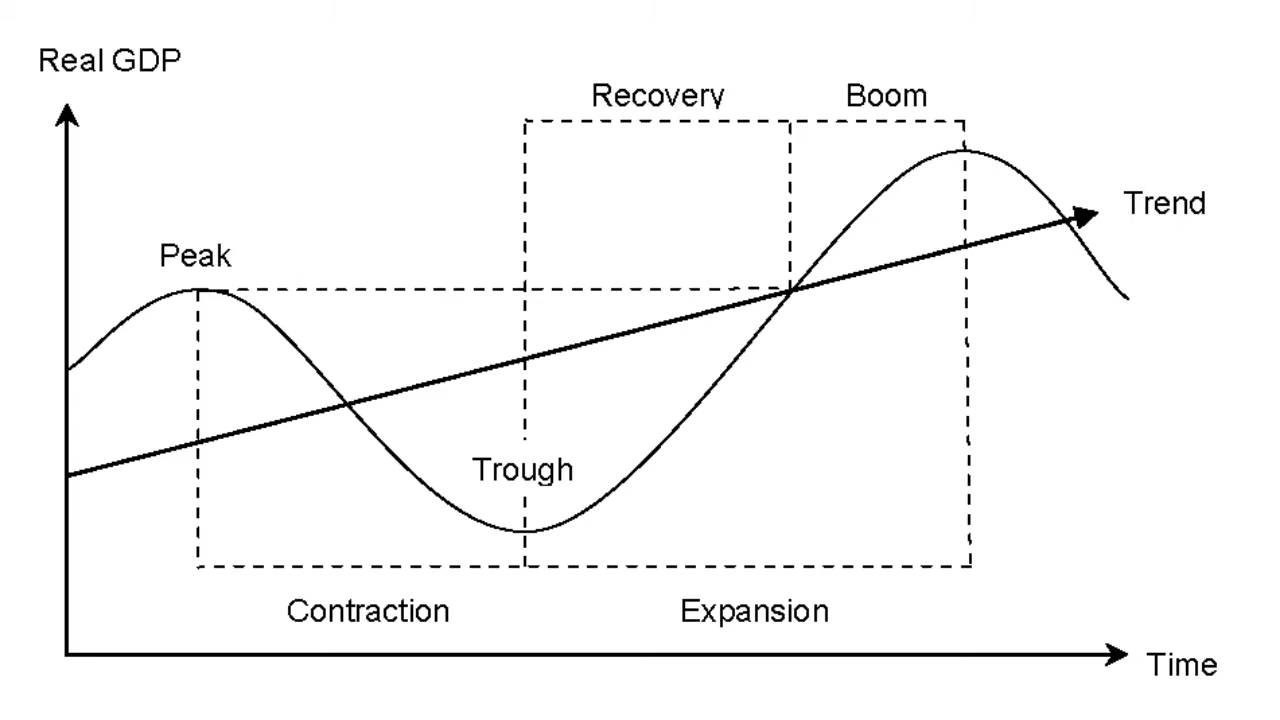 Real GDP
Recovery
Boom
Trend
Peak
Trough
Contraction
Expansion
Time